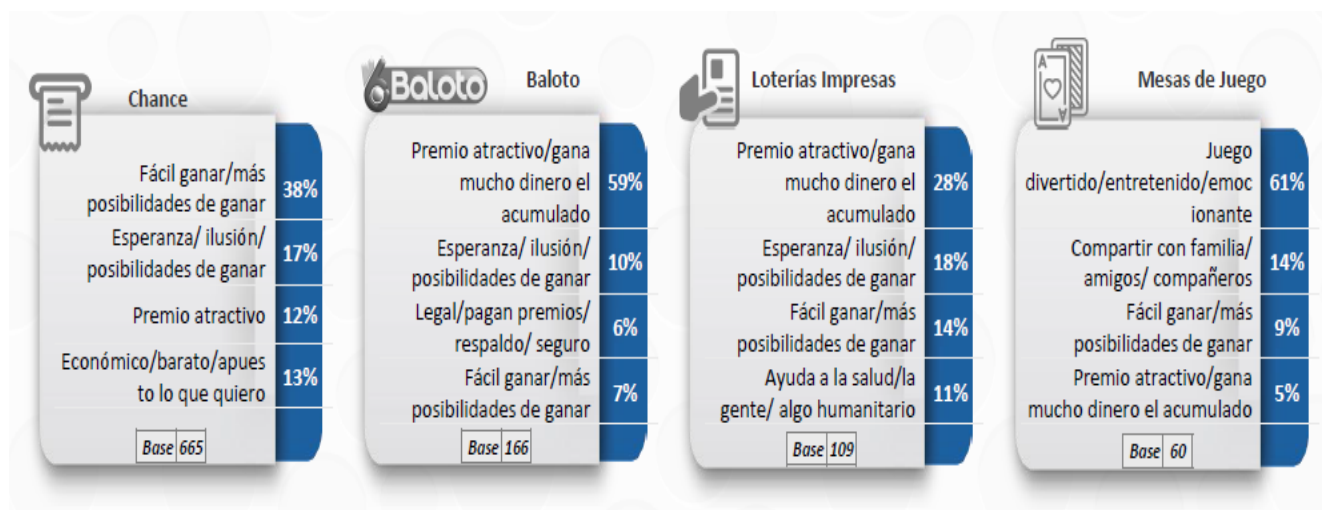 Chance
Fácil ganar/más
posibilidades de ganar
38%
Esperanza/ ilusión/
posibilidades de ganar
17%
Premio atractivo
12%
Económico/barato/apues
to lo que quiero
13%
Base 665
Baloto
Baloto
Premio atractivo/gana
mucho dinero el
acumulado
59%
Esperanza/ ilusión/
posibilidades de ganar
10%
Legal/pagan premios/
respaldo/ seguro
6%
Fácil ganar/más
posibilidades de ganar
7%
Base 166
Loterías Impresas
Premio atractivo/gana
mucho dinero el
acumulado
28%
Esperanza/ ilusión/
posibilidades de ganar
18%
Fácil ganar/más
posibilidades de ganar
14%
Ayuda a la salud/la
gente/ algo humanitario
11%
Base 109
A
Mesas de Juego
Juego
divertido/entretenido/emoc
ionante
61%
Compartir con familia/
amigos/ compañeros
14%
Fácil ganar/más
posibilidades de ganar
9%
Premio atractivo/gana
mucho dinero el acumulado
5%
Base 60